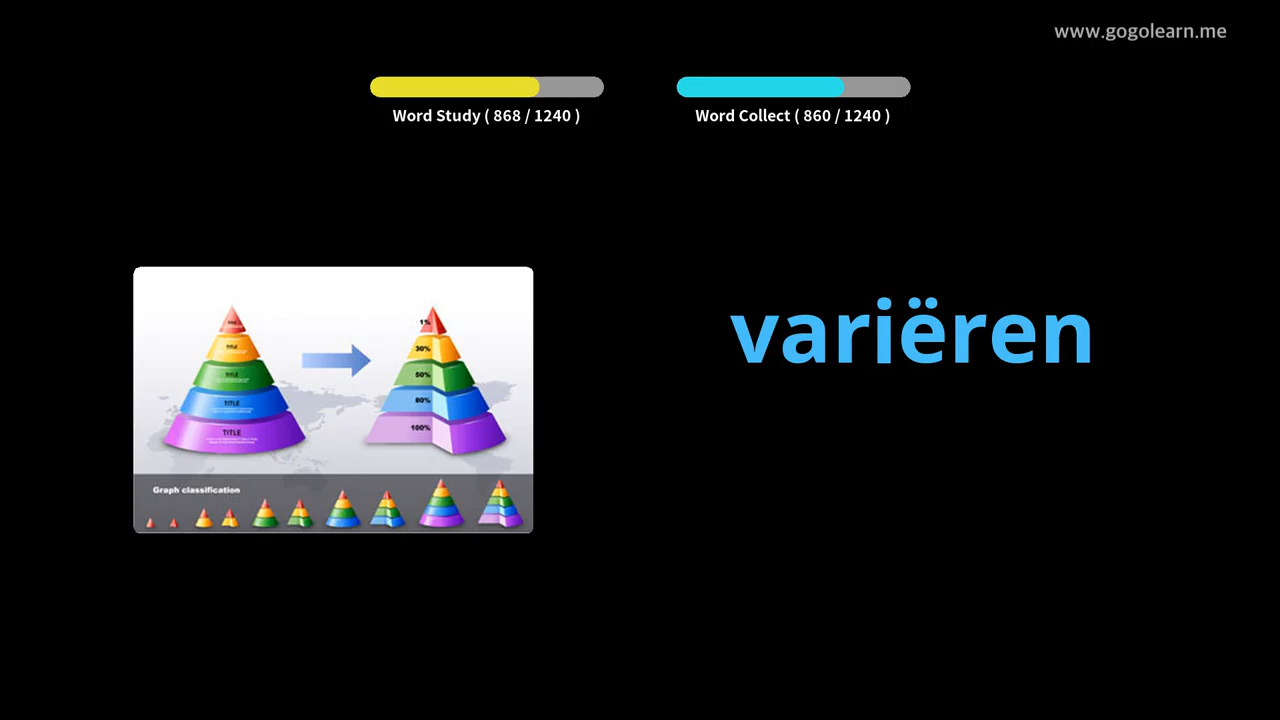 www.gogolearn.me
Word Study ( 868 / 1240 )
Word Collect ( 860 / 1240 )
variëren
1%
TITLE
30%
TITLE
50%
TITLE
80%
TITLE
100%
Graph classification